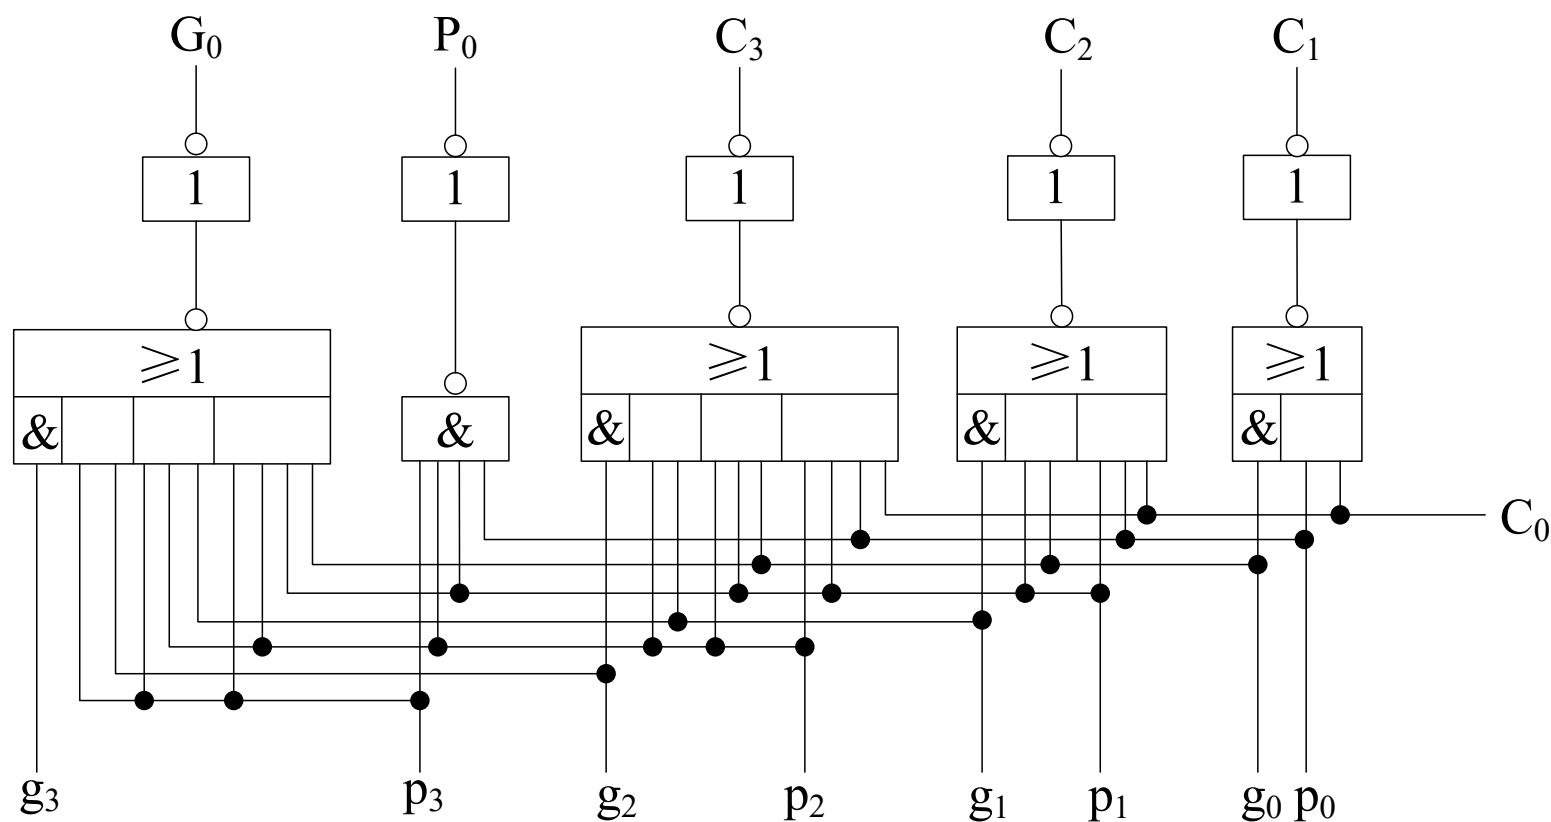 G₀ P₀ C₃ C₂ C₁
1 1 1 1 1
≥1 ≥1 ≥1 ≥1
& & & & &
C₀
g₃ p₃ g₂ p₂ g₁ p₁ g₀ p₀